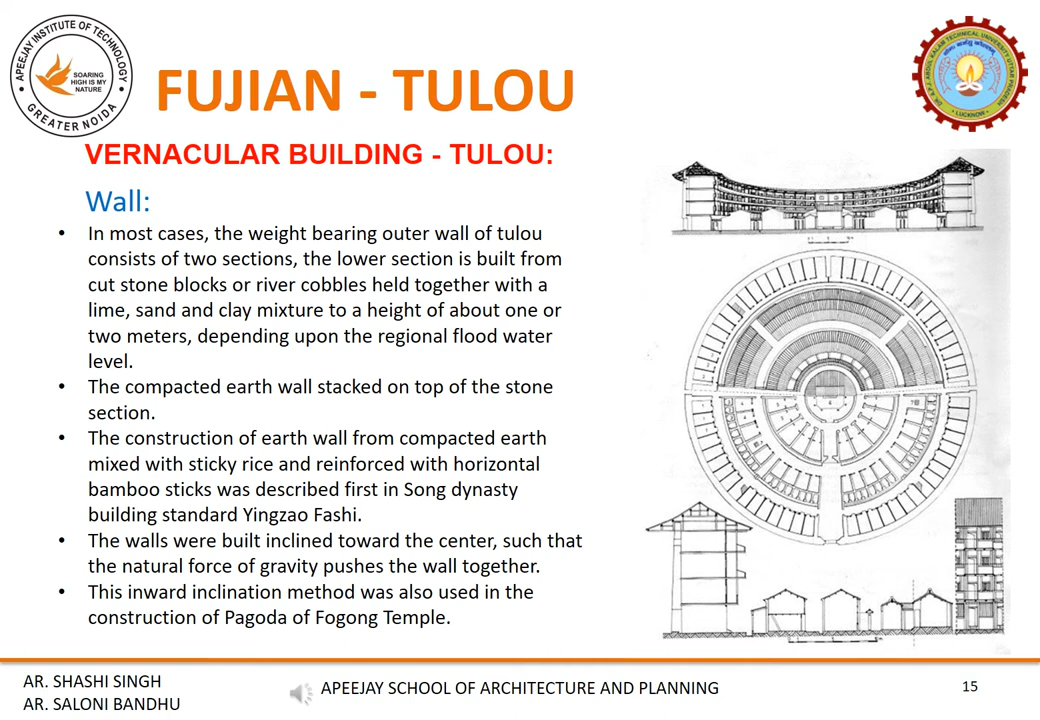 APEEJAY INSTITUTE OF TECHNOLOGY
SOARING
HIGH IS MY
NATURE
GREATER NOIDA
FUJIAN - TULOU
DR. A.P.J. ABDUL KALAM TECHNICAL UNIVERSITY UTTAR PRADESH
LUCKNOW
VERNACULAR BUILDING - TULOU:
Wall:
• In most cases, the weight bearing outer wall of tulou
consists of two sections, the lower section is built from
cut stone blocks or river cobbles held together with a
lime, sand and clay mixture to a height of about one or
two meters, depending upon the regional flood water
level.
• The compacted earth wall stacked on top of the stone
section.
• The construction of earth wall from compacted earth
mixed with sticky rice and reinforced with horizontal
bamboo sticks was described first in Song dynasty
building standard Yingzao Fashi.
• The walls were built inclined toward the center, such that
the natural force of gravity pushes the wall together.
• This inward inclination method was also used in the
construction of Pagoda of Fogong Temple.
AR. SHASHI SINGH
AR. SALONI BANDHU
APEEJAY SCHOOL OF ARCHITECTURE AND PLANNING
15